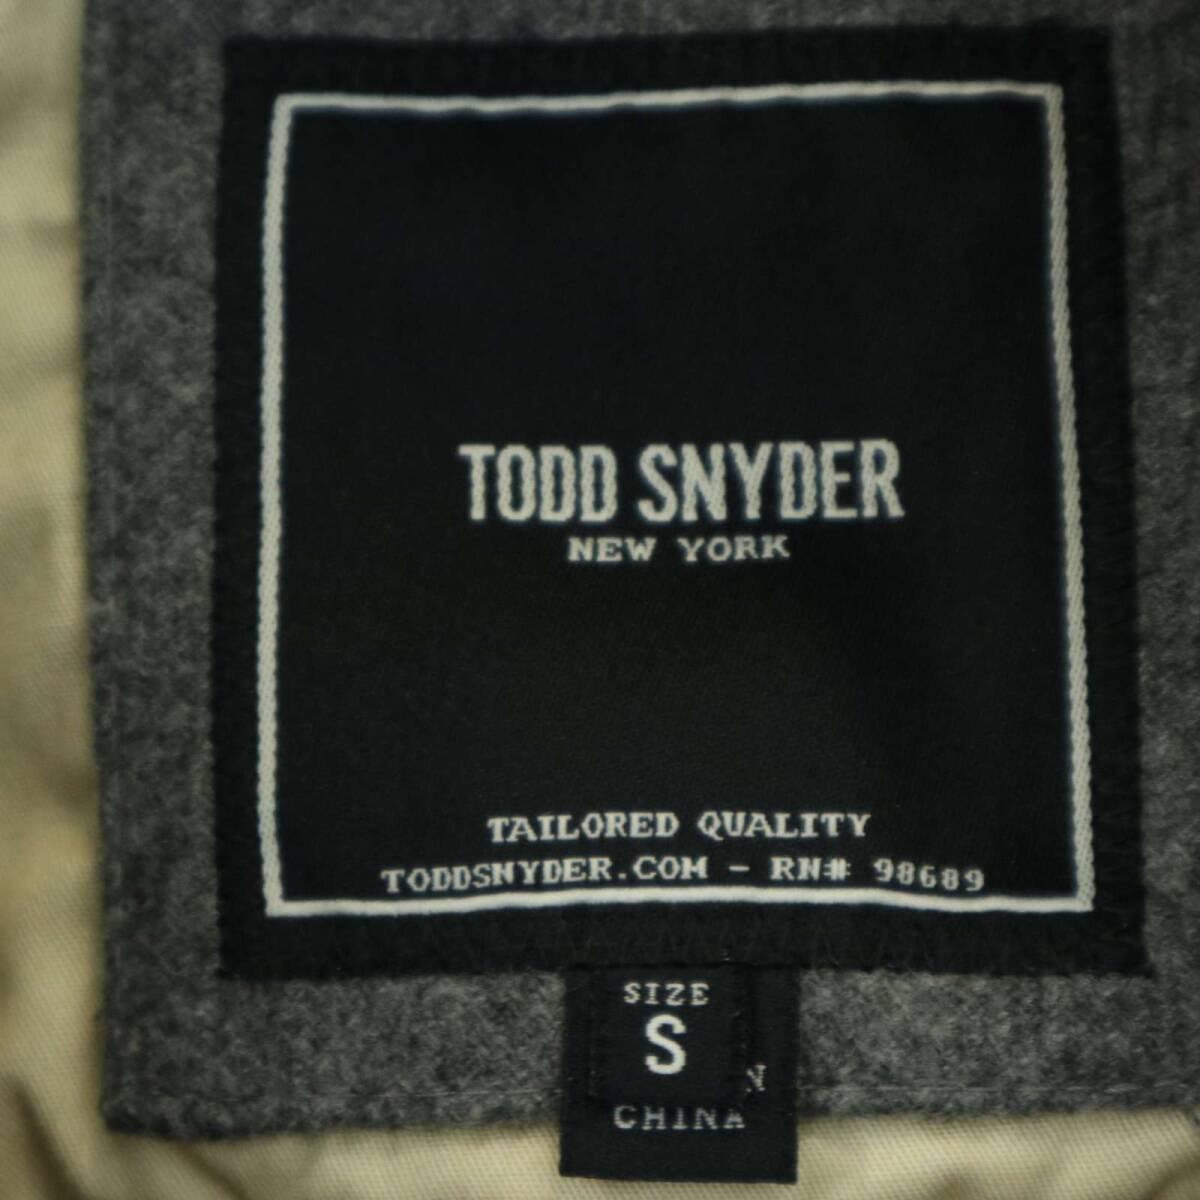 TODD SNYDER
NEW YORK
TAILORED QUALITY
TODDSNYDER.COM - RN# 98689
SIZE
S
N
CHINA